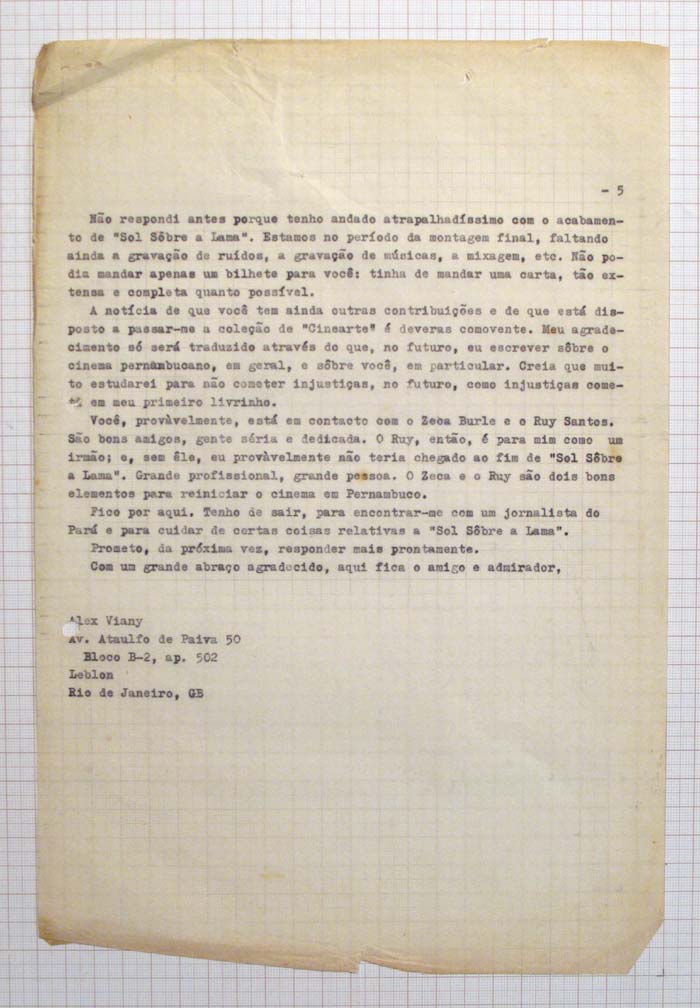 - 5
Não respondi antes porque tenho andado atrapalhadíssimo com o acabamen-
to de "Sol Sôbre a Lama". Estamos no período da montagem final, faltando
ainda a gravação de ruídos, a gravação de músicas, a mixagem, etc. Não po-
dia mandar apenas um bilhete para você: tinha de mandar uma carta, tão ex-
tensa e completa quanto possível.
A notícia de que você tem ainda outras contribuições e de que está dis-
posto a passar-me a coleção de "Cinearte" é deveras comovente. Meu agrade-
cimento só será traduzido através do que, no futuro, eu escrever sôbre o
cinema pernambucano, em geral, e sôbre você, em particular. Creia que mui-
to estudarei para não cometer injustiças, no futuro, como injustiças come-
em meu primeiro livrinho.
Você, provàvelmente, está em contacto com o Zeca Burle e o Ruy Santos.
São bons amigos, gente séria e dedicada. O Ruy, então, é para mim como um
irmão; e, sem êle, eu provàvelmente não teria chegado ao fim de "Sol Sôbre
a Lama". Grande profissional, grande pessoa. O Zeca e o Ruy são dois bons
elementos para reiniciar o cinema em Pernambuco.
Fico por aqui. Tenho de sair, para encontrar-me com um jornalista do
Pará e para cuidar de certas coisas relativas a "Sol Sôbre a Lama".
Prometo, da próxima vez, responder mais prontamente.
Com um grande abraço agradecido, aqui fica o amigo e admirador,
Alex Viany
Av. Ataulfo de Paiva 50
Bloco B-2, ap. 502
Leblon
Rio de Janeiro, GB